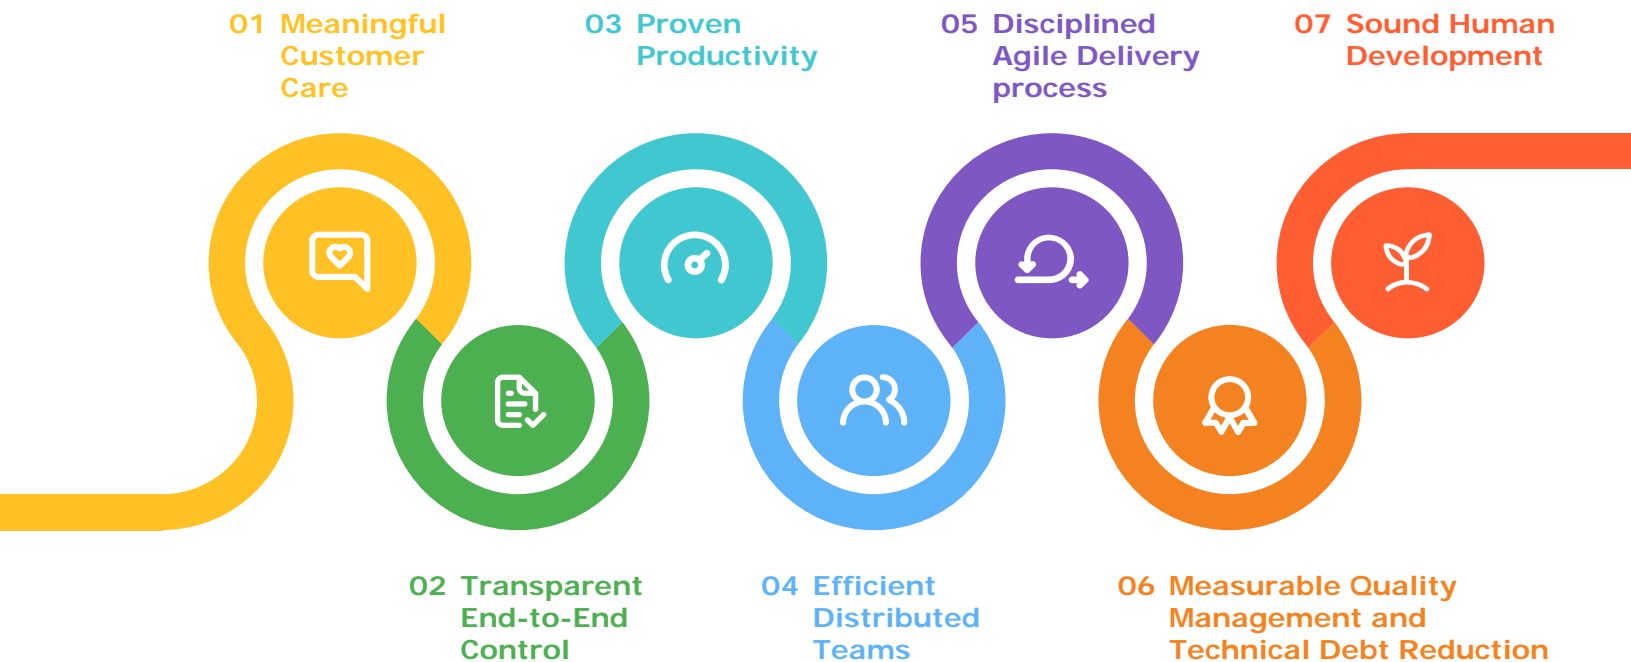 01 Meaningful
Customer
Care
03 Proven
Productivity
05 Disciplined
Agile Delivery
process
07 Sound Human
Development
02 Transparent
End-to-End
Control
04 Efficient
Distributed
Teams
06 Measurable Quality
Management and
Technical Debt Reduction